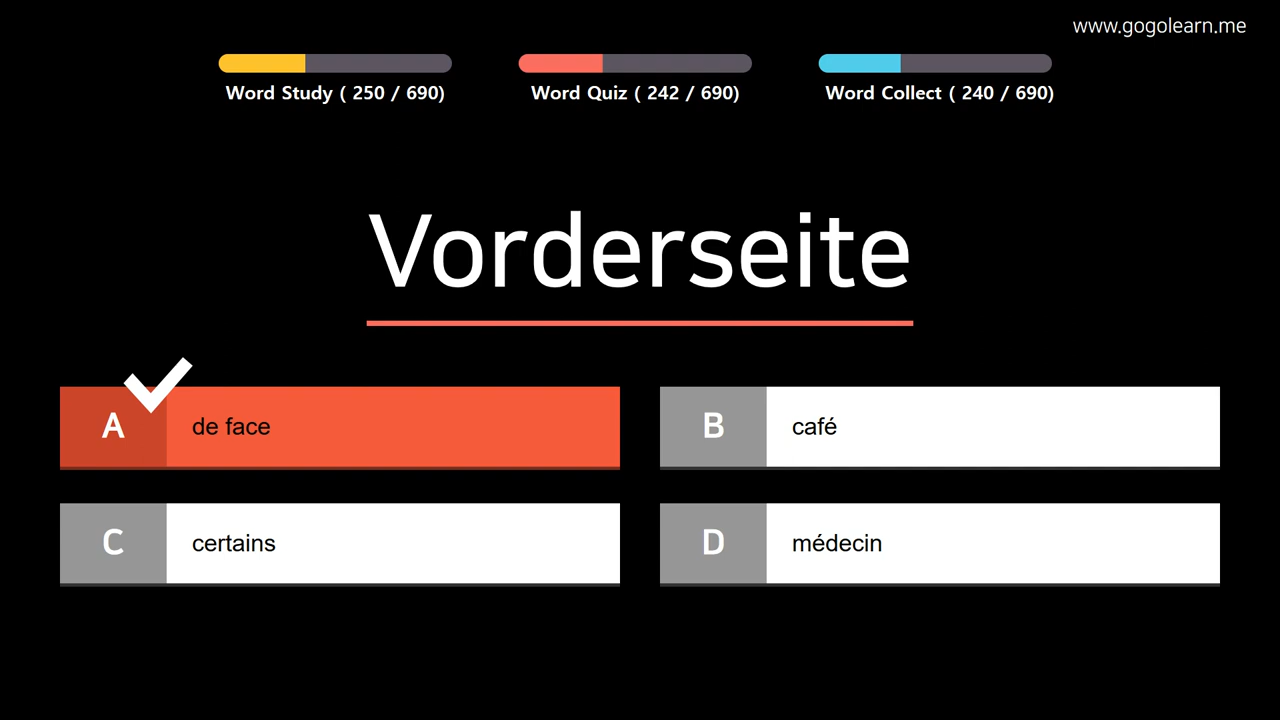 www.gogolearn.me
Word Study ( 250 / 690)
Word Quiz ( 242 / 690)
Word Collect ( 240 / 690)
Vorderseite
A
de face
B
café
C
certains
D
médecin